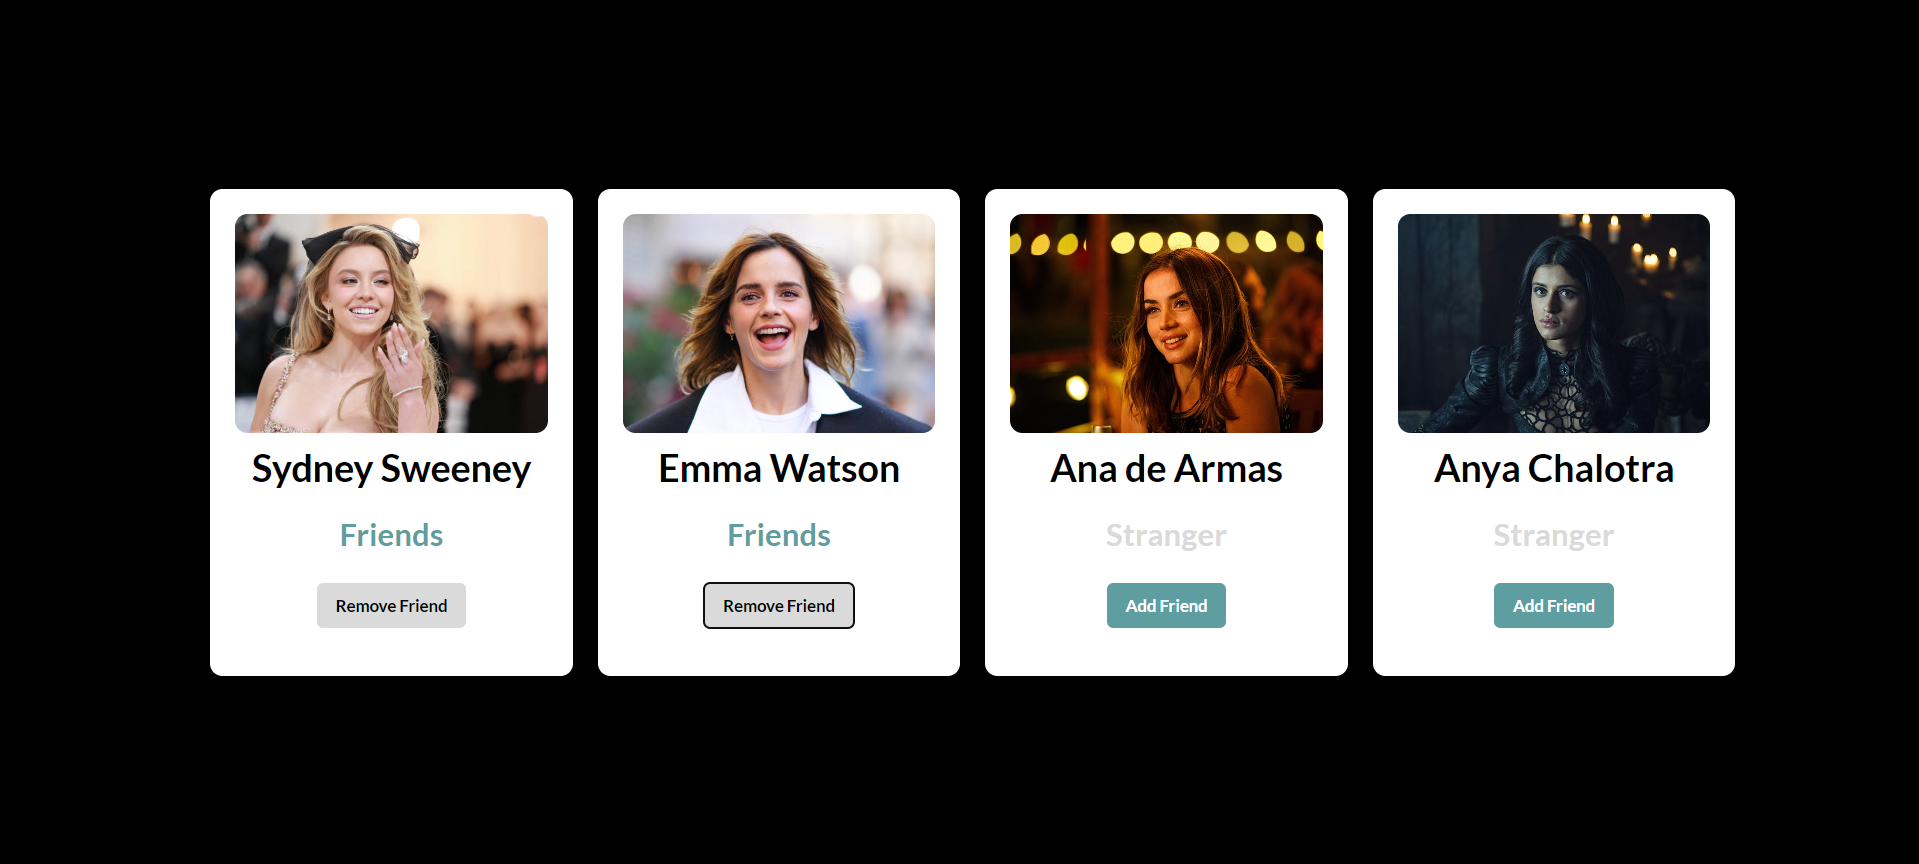 Sydney Sweeney
Friends
Remove Friend
Emma Watson
Friends
Remove Friend
Ana de Armas
Stranger
Add Friend
Anya Chalotra
Stranger
Add Friend